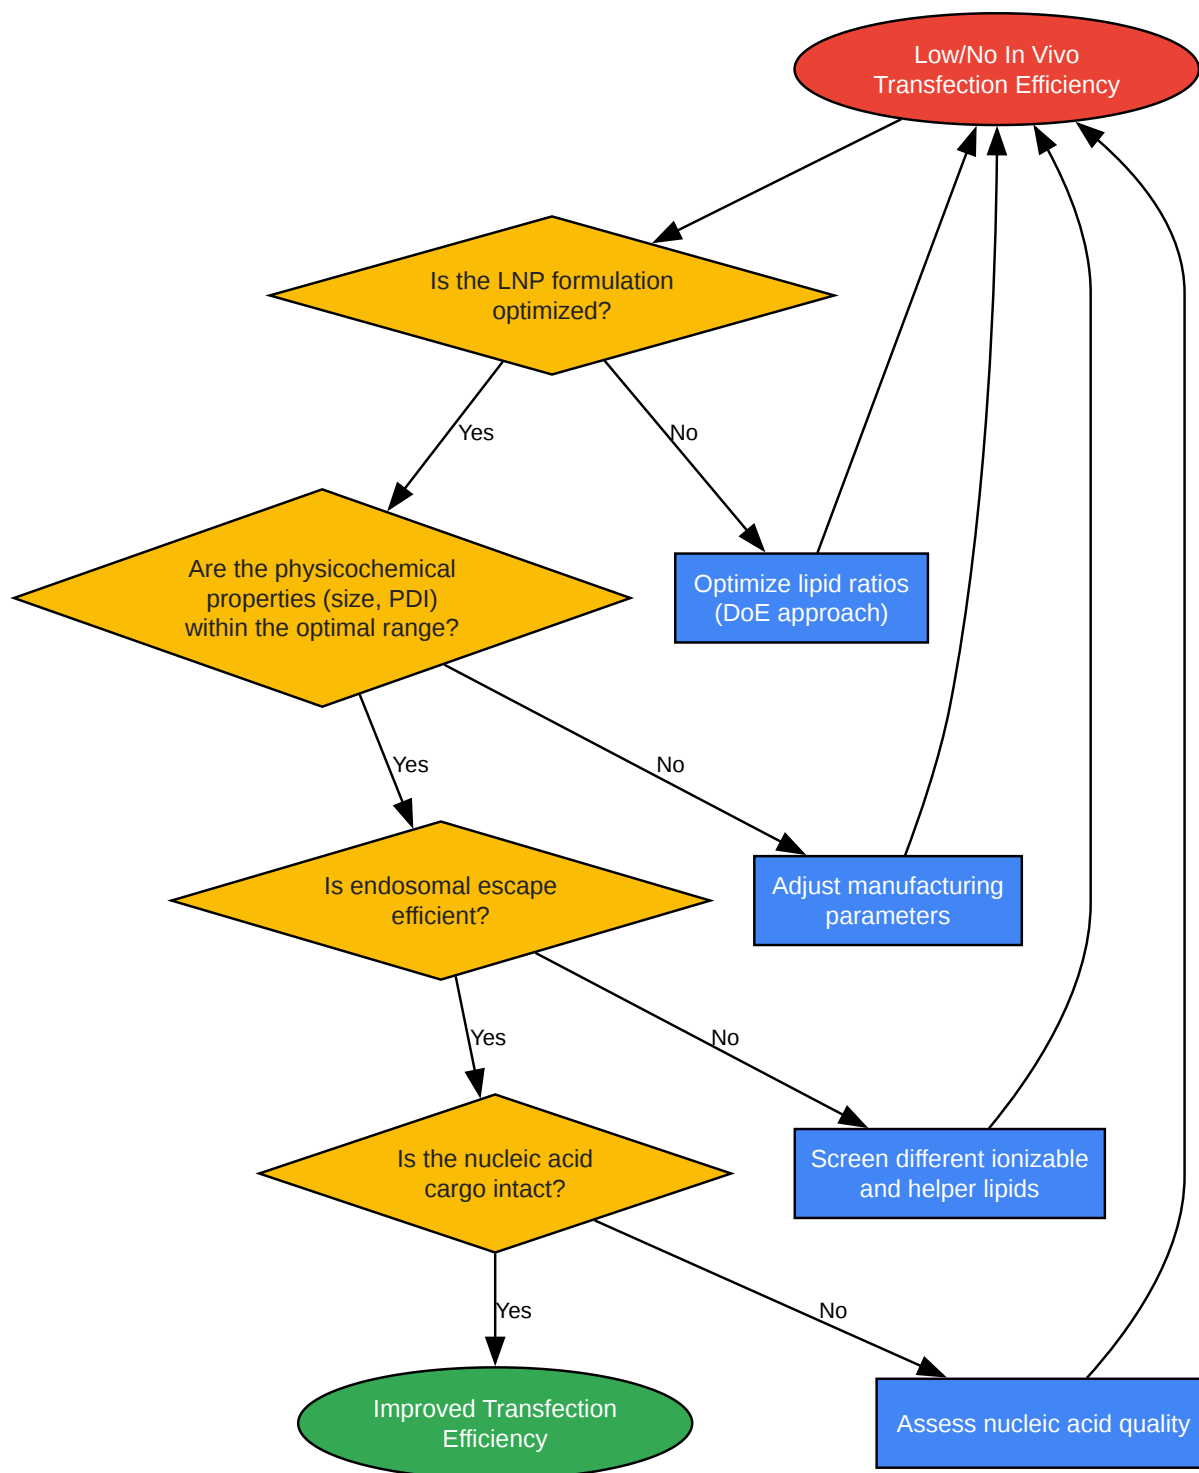 Low/No In Vivo
Transfection Efficiency
Is the LNP formulation
optimized?
Yes
No
Are the physicochemical
properties (size, PDI)
within the optimal range?
Optimize lipid ratios
(DoE approach)
Yes
No
Is endosomal escape
efficient?
Adjust manufacturing
parameters
Yes
No
Is the nucleic acid
cargo intact?
Screen different ionizable
and helper lipids
Yes
No
Improved Transfection
Efficiency
Assess nucleic acid quality